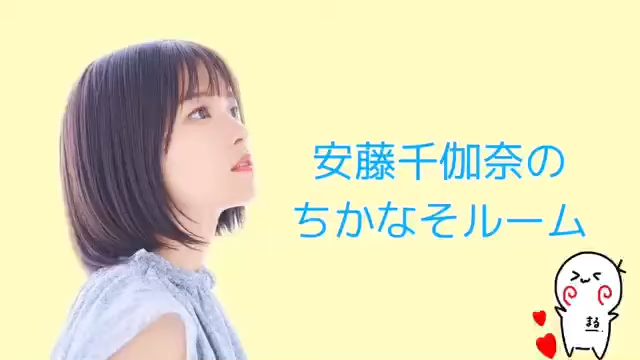 安藤千伽奈の
ちかなそルーム
まる